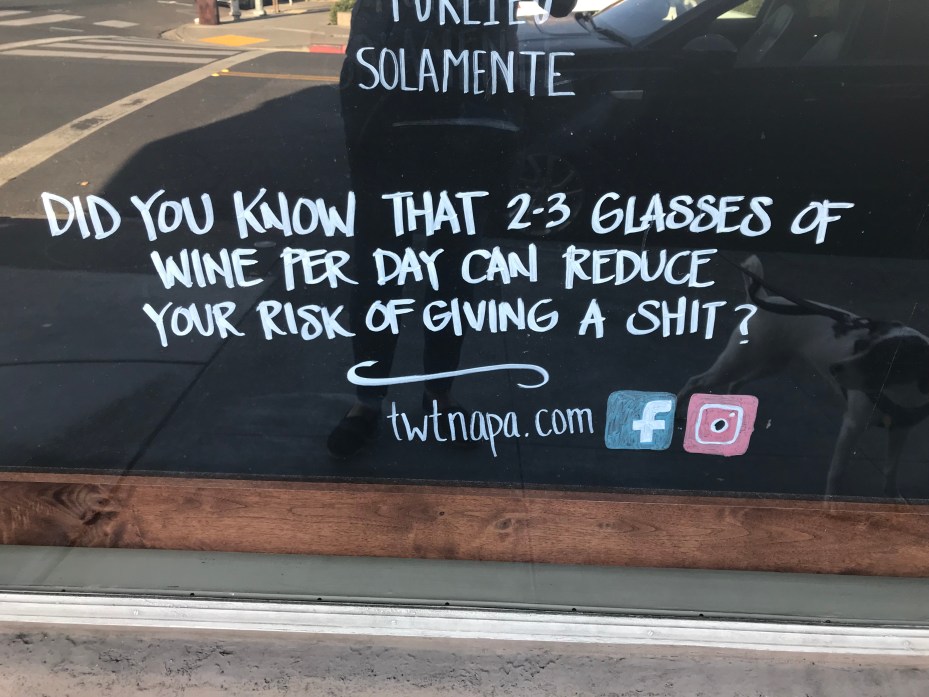 SOLAMENTE
DID YOU KNOW THAT 2-3 GLASSES OF
WINE PER DAY CAN REDUCE
YOUR RISK OF GIVING A SHIT?
twtnapa.com f